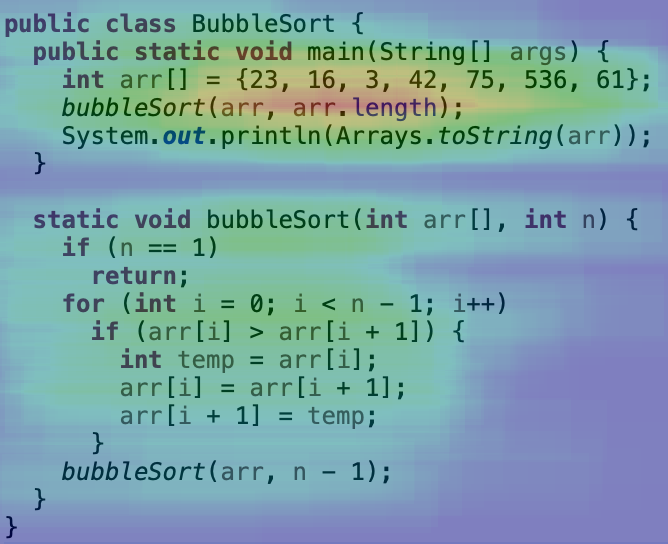 public class BubbleSort {
  public static void main(String[] args) {
    int arr[] = {23, 16, 3, 42, 75, 536, 61};
    bubbleSort(arr, arr.length);
    System.out.println(Arrays.toString(arr));
  }

  static void bubbleSort(int arr[], int n) {
    if (n == 1)
      return;
    for (int i = 0; i < n - 1; i++)
      if (arr[i] > arr[i + 1]) {
        int temp = arr[i];
        arr[i] = arr[i + 1];
        arr[i + 1] = temp;
      }
    bubbleSort(arr, n - 1);
  }
}